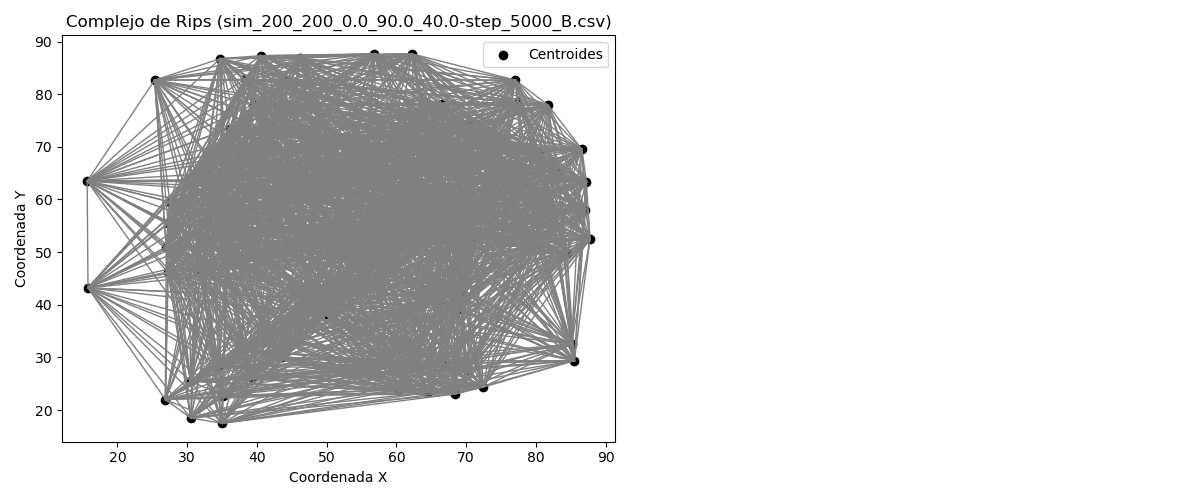 Complejo de Rips (sim_200_200_0.0_90.0_40.0-step_5000_B.csv)
Centroides
90
80
70
60
50
40
30
20
Coordenada Y
20 30 40 50 60 70 80 90
Coordenada X